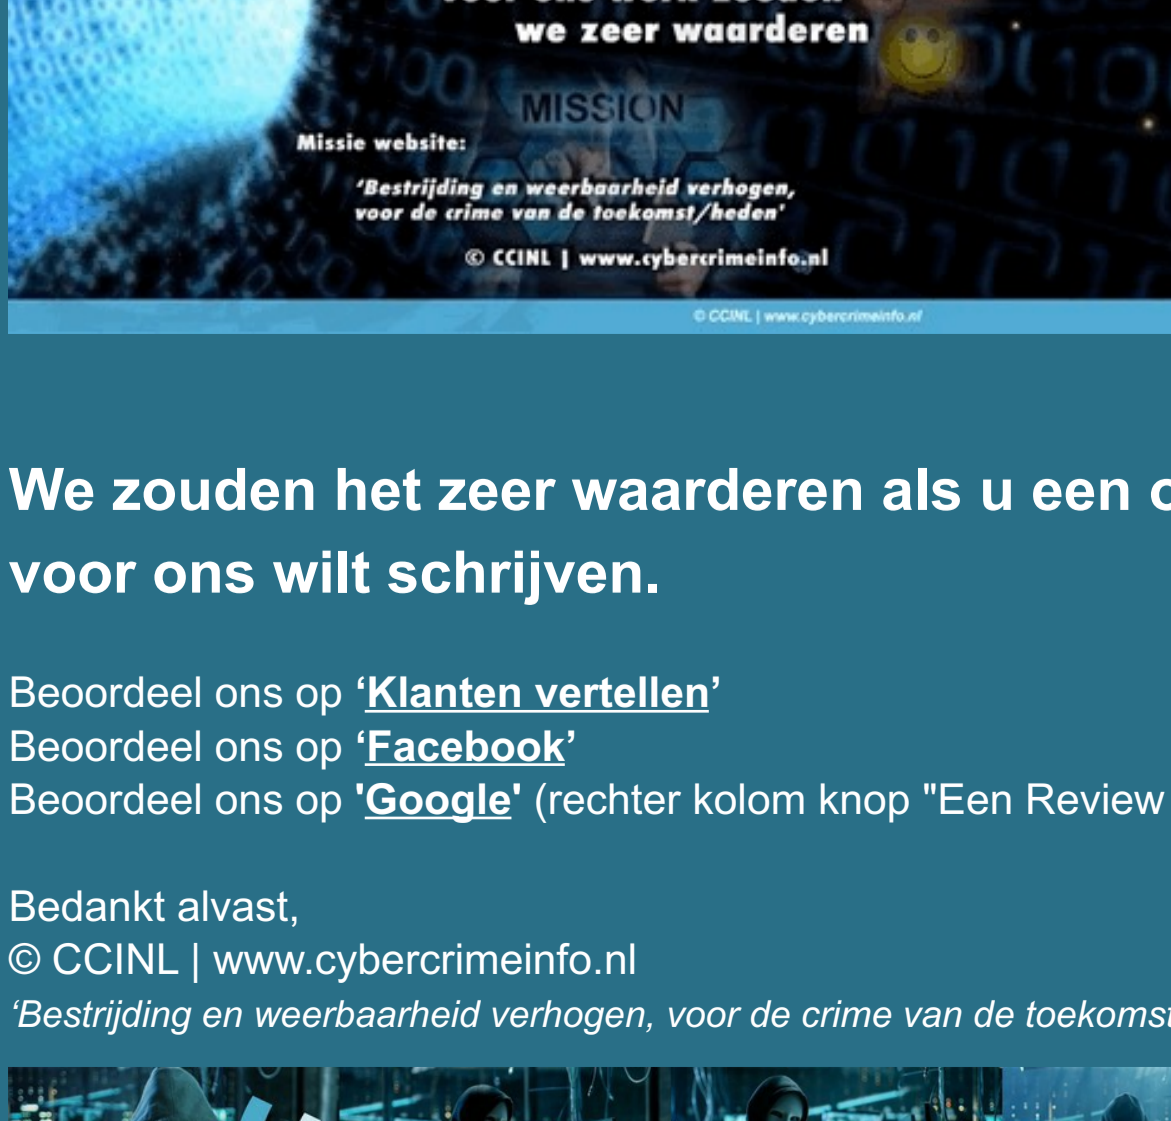 we zeer waarderen
MISSION
Missie website:
‘Bestrijding en weerbaarheid verhogen,
voor de crime van de toekomst/heden'
© CCINL | www.cybercrimeinfo.nl
© CCINL | www.cybercrimeinfo.nl
We zouden het zeer waarderen als u een
voor ons wilt schrijven.
Beoordeel ons op ‘Klanten vertellen’
Beoordeel ons op ‘Facebook’
Beoordeel ons op 'Google' (rechter kolom knop "Een Review
Bedankt alvast,
© CCINL | www.cybercrimeinfo.nl
‘Bestrijding en weerbaarheid verhogen, voor de crime van de toekomst